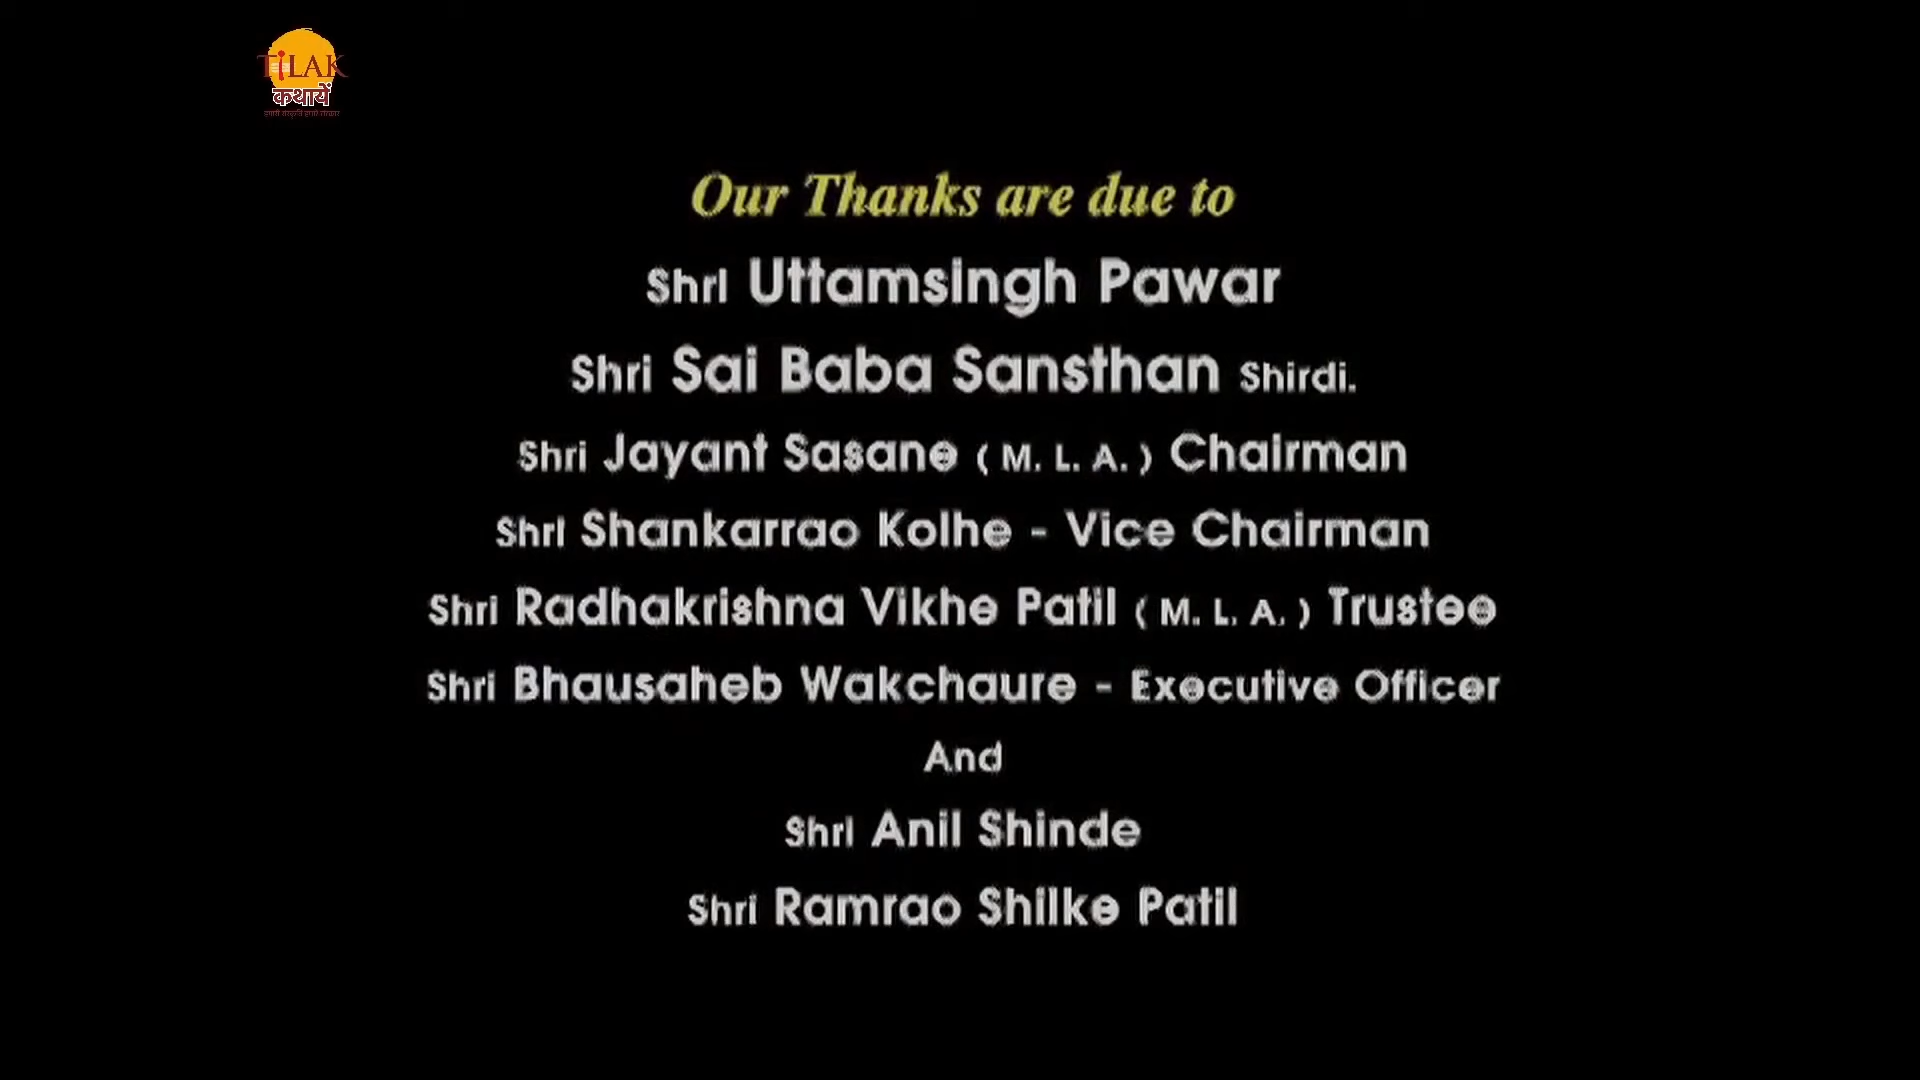 TiLAK
कथायें
हमारी संस्कृति हमारे संस्कार
Our Thanks are due to
Shri Uttamsingh Pawar
Shri Sai Baba Sansthan Shirdi.
Shri Jayant Sasane ( M. L. A. ) Chairman
Shri Shankarrao Kolhe - Vice Chairman
Shri Radhakrishna Vikhe Patil ( M. L. A. ) Trustee
Shri Bhausaheb Wakchaure - Executive Officer
And
Shri Anil Shinde
Shri Ramrao Shilke Patil